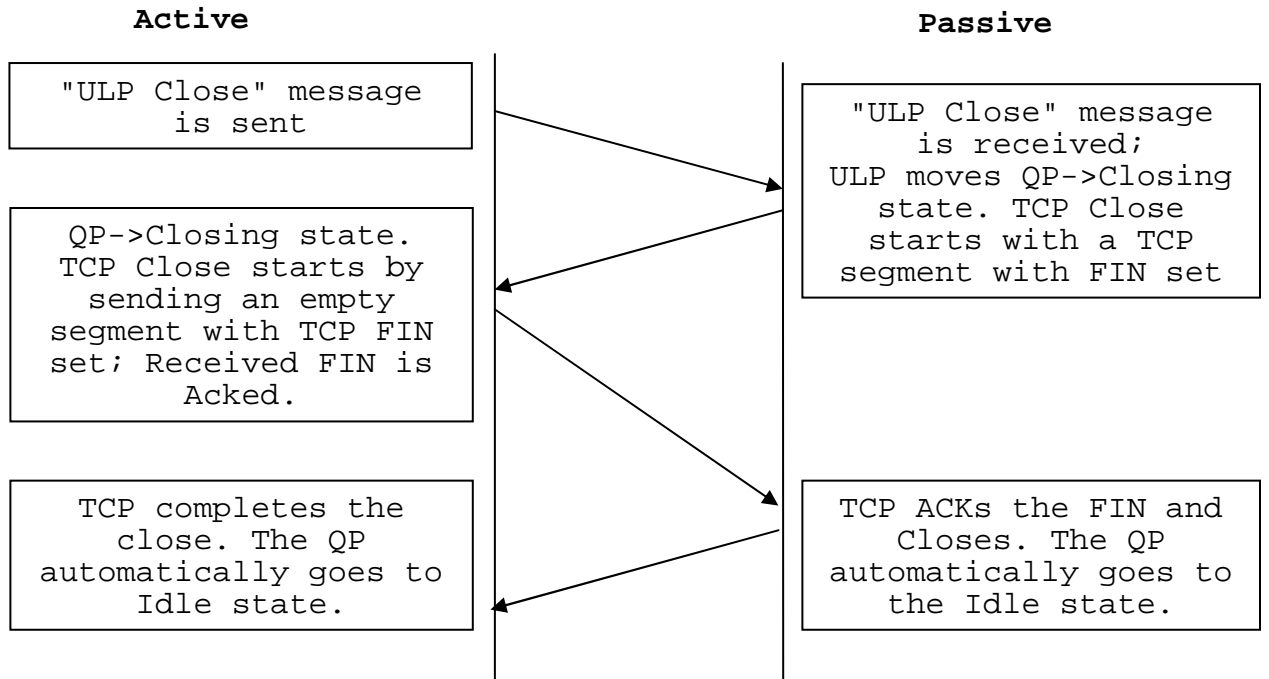 Active
Passive
"ULP Close" message
is sent
"ULP Close" message
is received;
ULP moves QP->Closing
state. TCP Close
starts with a TCP
segment with FIN set
QP->Closing state.
TCP Close starts by
sending an empty
segment with TCP FIN
set; Received FIN is
Acked.
TCP completes the
close. The QP
automatically goes to
Idle state.
TCP ACKs the FIN and
Closes. The QP
automatically goes to
the Idle state.